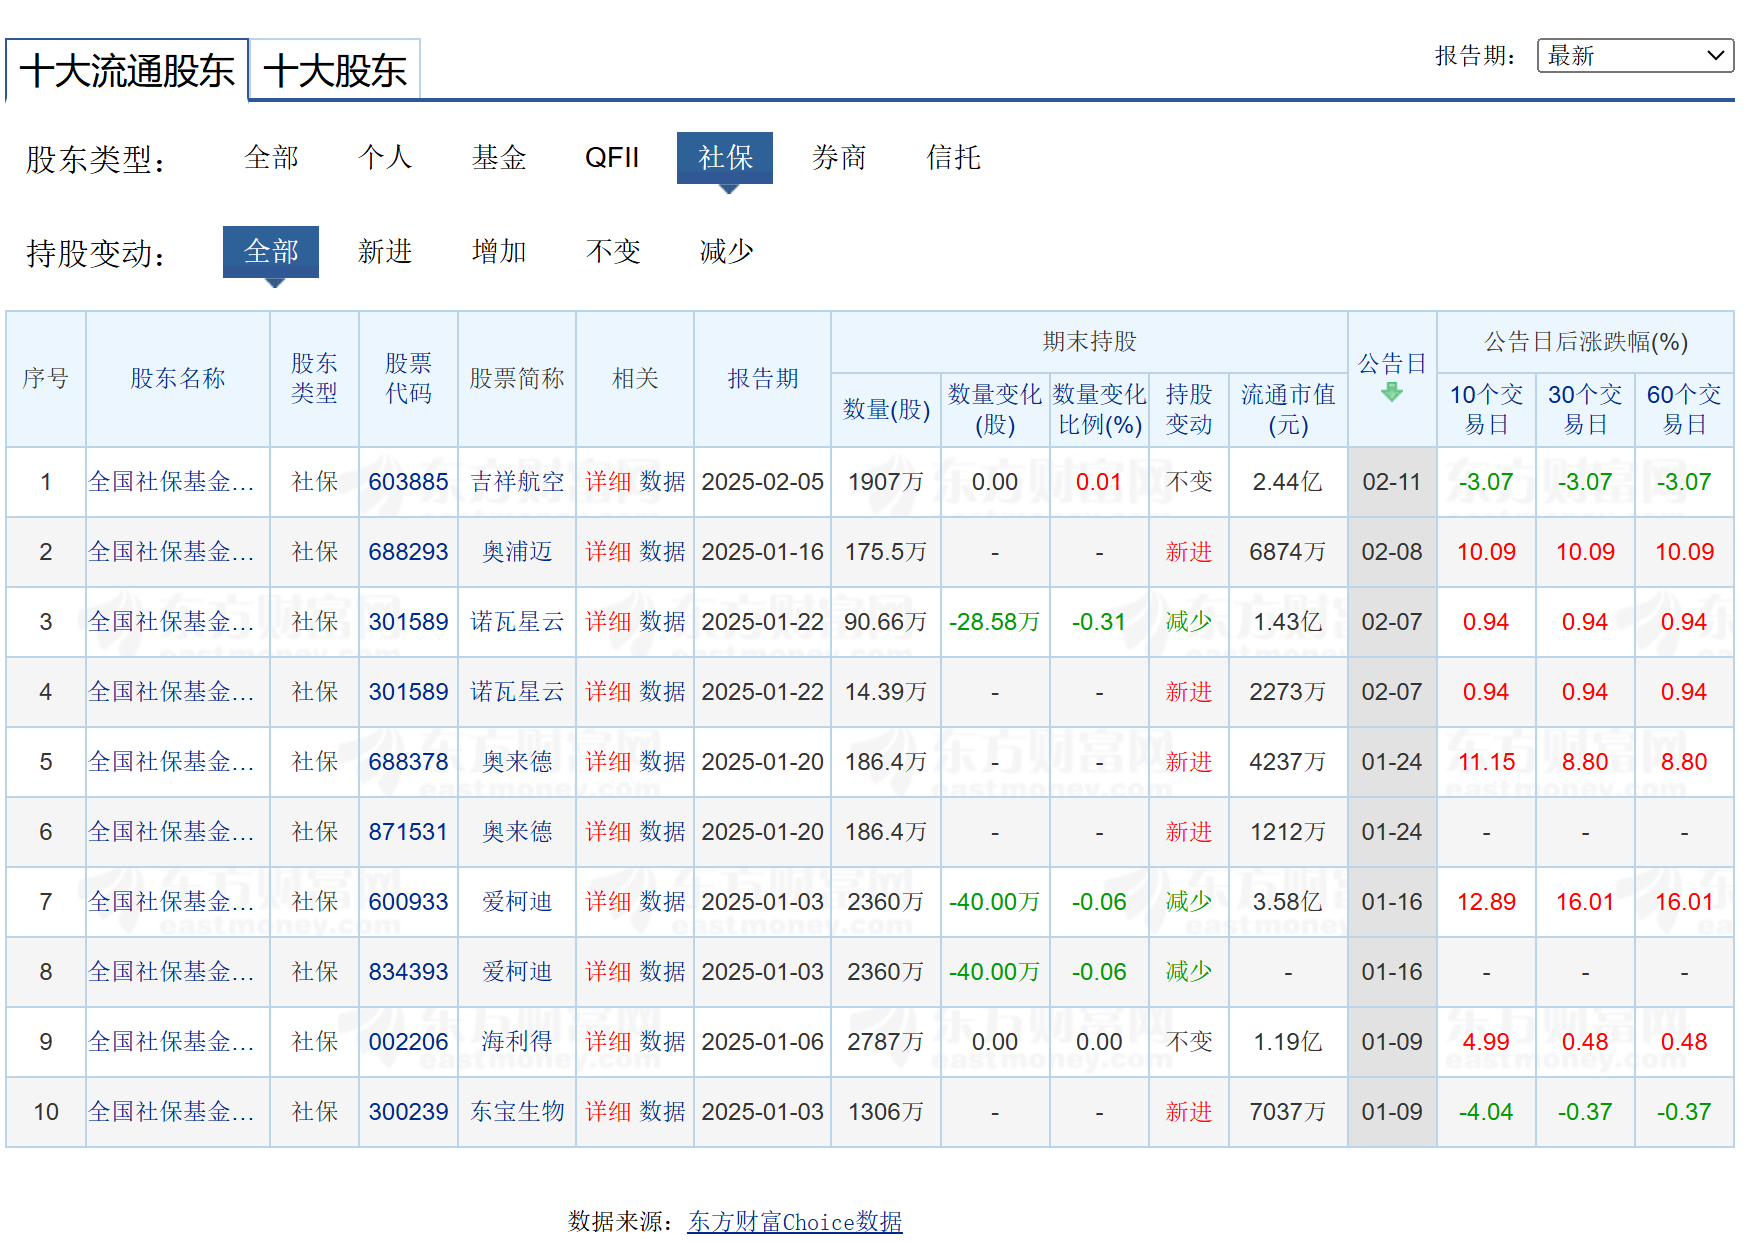 十大流通股东 十大股东 报告期： 最新
股东类型： 全部 个人 基金 QFII 社保 券商 信托
持股变动： 全部 新进 增加 不变 减少
序号 股东名称 股东类型 股票代码 股票简称 相关 报告期 期末持股 公告日 公告日后涨跌幅(%)
数量(股) 数量变化(股) 数量变化比例(%) 持股变动 流通市值(元) 10个交易日 30个交易日 60个交易日
1 全国社保基金... 社保 603885 吉祥航空 详细 数据 2025-02-05 1907万 0.00 0.01 不变 2.44亿 02-11 -3.07 -3.07 -3.07
2 全国社保基金... 社保 688293 奥浦迈 详细 数据 2025-01-16 175.5万 - - 新进 6874万 02-08 10.09 10.09 10.09
3 全国社保基金... 社保 301589 诺瓦星云 详细 数据 2025-01-22 90.66万 -28.58万 -0.31 减少 1.43亿 02-07 0.94 0.94 0.94
4 全国社保基金... 社保 301589 诺瓦星云 详细 数据 2025-01-22 14.39万 - - 新进 2273万 02-07 0.94 0.94 0.94
5 全国社保基金... 社保 688378 奥来德 详细 数据 2025-01-20 186.4万 - - 新进 4237万 01-24 11.15 8.80 8.80
6 全国社保基金... 社保 871531 奥来德 详细 数据 2025-01-20 186.4万 - - 新进 1212万 01-24 - - -
7 全国社保基金... 社保 600933 爱柯迪 详细 数据 2025-01-03 2360万 -40.00万 -0.06 减少 3.58亿 01-16 12.89 16.01 16.01
8 全国社保基金... 社保 834393 爱柯迪 详细 数据 2025-01-03 2360万 -40.00万 -0.06 减少 - 01-16 - - -
9 全国社保基金... 社保 002206 海利得 详细 数据 2025-01-06 2787万 0.00 0.00 不变 1.19亿 01-09 4.99 0.48 0.48
10 全国社保基金... 社保 300239 东宝生物 详细 数据 2025-01-03 1306万 - - 新进 7037万 01-09 -4.04 -0.37 -0.37
数据来源：东方财富Choice数据